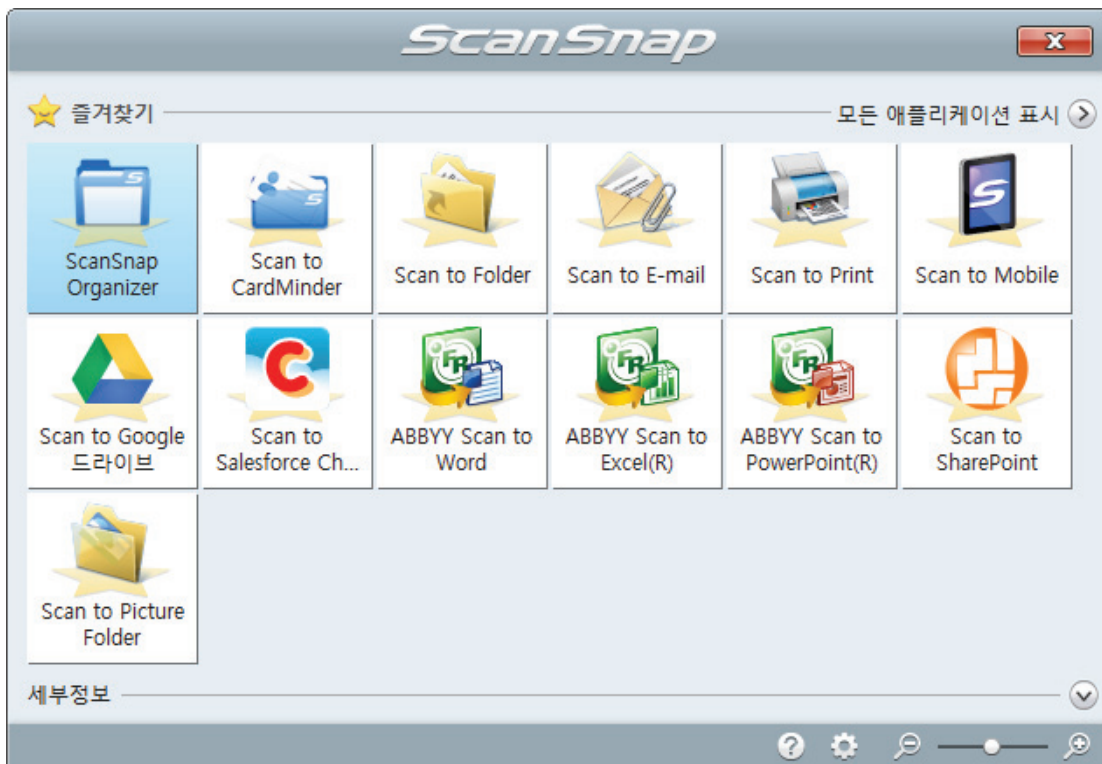 ScanSnap
즐겨찾기
모든 애플리케이션 표시
ScanSnap
Organizer
Scan to
CardMinder
Scan to Folder
Scan to E-mail
Scan to Print
Scan to Mobile
Scan to Google
드라이브
Scan to
Salesforce Ch...
ABBYY Scan to
Word
ABBYY Scan to
Excel(R)
ABBYY Scan to
PowerPoint(R)
Scan to
SharePoint
Scan to Picture
Folder
세부정보